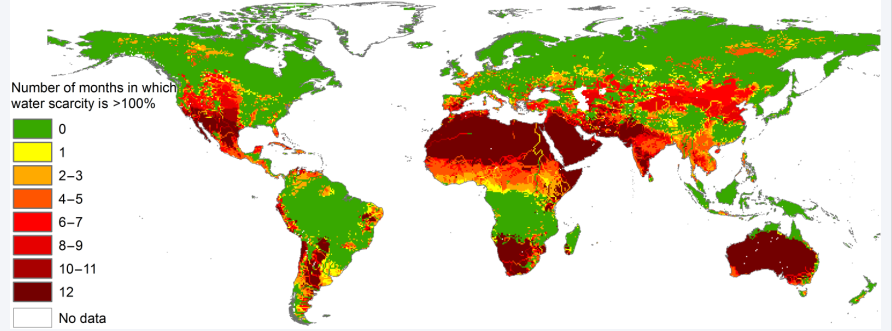 Number of months in which
water scarcity is >100%
0
1
2–3
4–5
6–7
8–9
10–11
12
No data